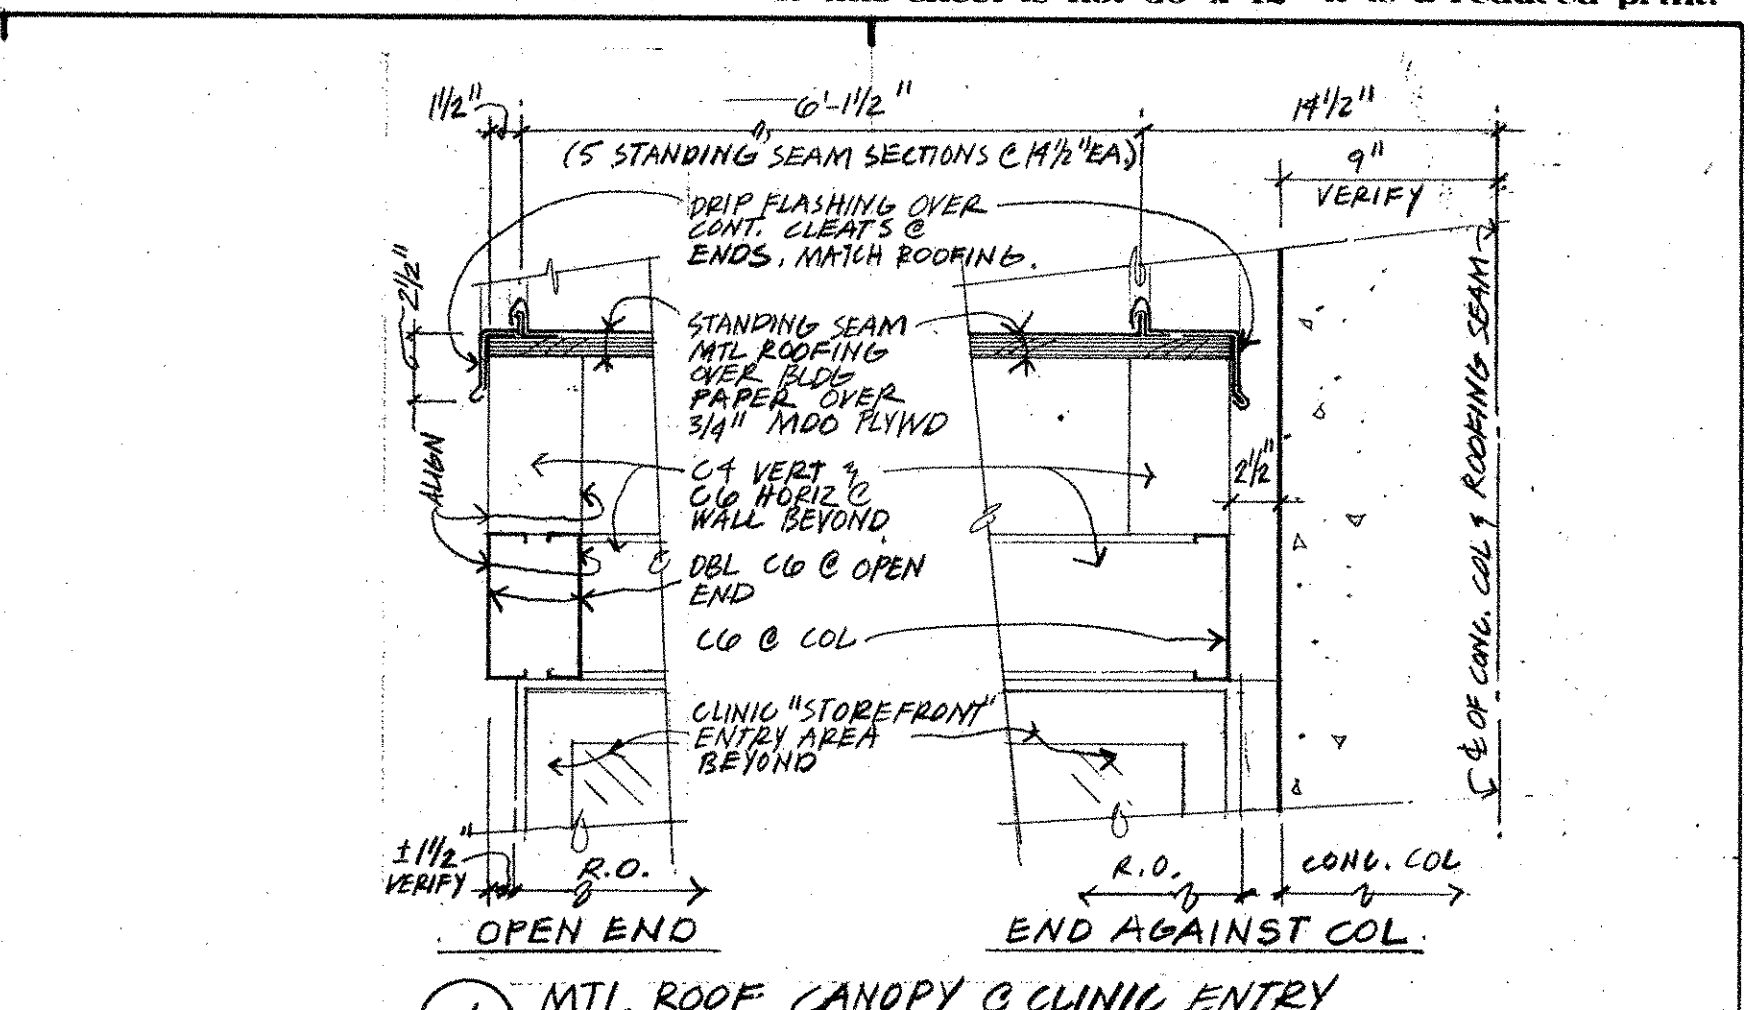 1½"
6'-1½"
14½"
(5 STANDING SEAM SECTIONS @ 14½" EA.)
9"
VERIFY
DRIP FLASHING OVER
CONT. CLEATS @
ENDS. MATCH ROOFING.
2½"
STANDING SEAM
MTL ROOFING
OVER BLDG
PAPER OVER
3/4" MDO PLYWD
ALIGN
C4 VERT &
C6 HORIZ @
WALL BEYOND
2½"
DBL C6 @ OPEN
END
C6 @ COL
℄ OF CONC. COL & ROOFING SEAM
CLINIC "STOREFRONT"
ENTRY AREA
BEYOND
±1½"
VERIFY
R.O.
R.O.
CONC. COL
OPEN END
END AGAINST COL.
MTL ROOF CANOPY @ CLINIC ENTRY